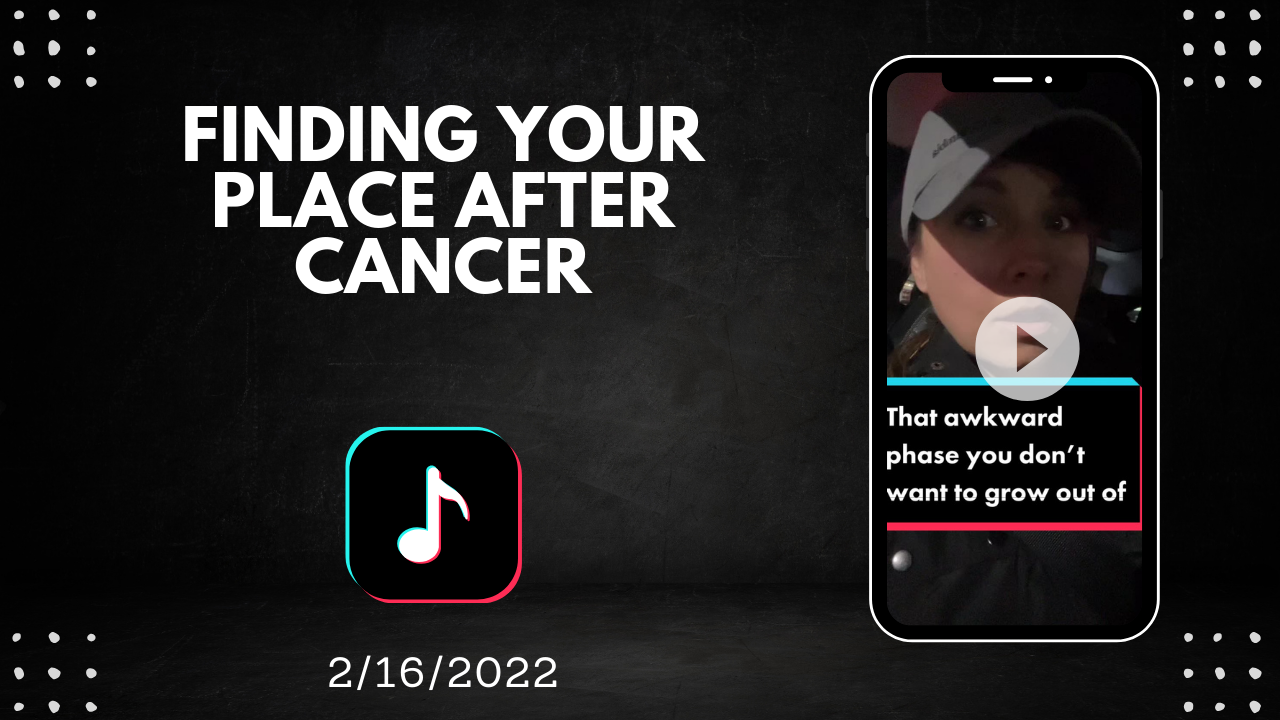 FINDING YOUR
PLACE AFTER
CANCER
2/16/2022
That awkward
phase you don’t
want to grow out of